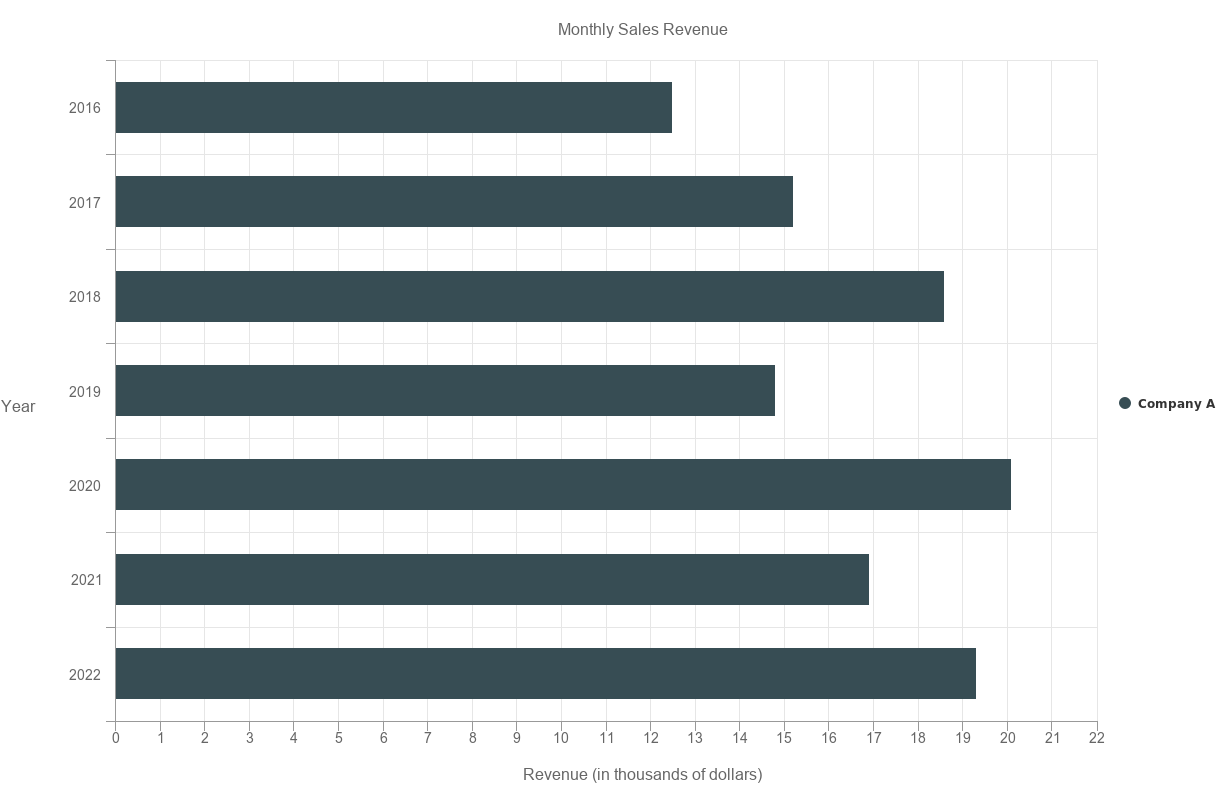 Monthly Sales Revenue
2016
2017
2018
2019
Year
Company A
2020
2021
2022
0 1 2 3 4 5 6 7 8 9 10 11 12 13 14 15 16 17 18 19 20 21 22
Revenue (in thousands of dollars)